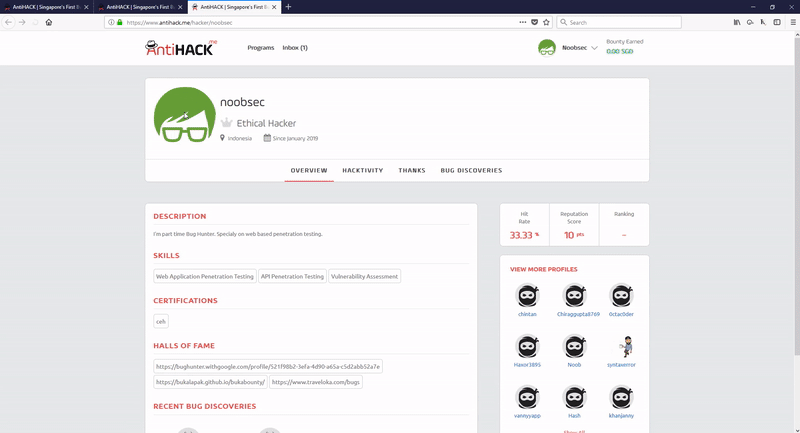 AntiHACK | Singapore's First B
AntiHACK | Singapore's First B
AntiHACK | Singapore's First B
https://www.antihack.me/hacker/noobsec
Search
AntiHACK.me
Programs
Inbox (1)
Noobsec
Bounty Earned
0.00 SGD
noobsec
Ethical Hacker
Indonesia
Since January 2019
OVERVIEW
HACKTIVITY
THANKS
BUG DISCOVERIES
DESCRIPTION
I'm part time Bug Hunter. Specialy on web based penetration testing.
SKILLS
Web Application Penetration Testing
API Penetration Testing
Vulnerability Assessment
CERTIFICATIONS
ceh
HALLS OF FAME
https://bughunter.withgoogle.com/profile/521f98b2-3efa-4d90-a65a-c5d2abb52a7e
https://bukalapak.github.io/bukabounty/
https://www.traveloka.com/bugs
RECENT BUG DISCOVERIES
Hit
Rate
33.33 %
Reputation
Score
10 pts
Ranking
–
VIEW MORE PROFILES
chintan
Chiraggupta8769
0ctac0der
Haxor3895
Noob
syntaxerror
vannyyapp
Hash
khanjanny
Show All